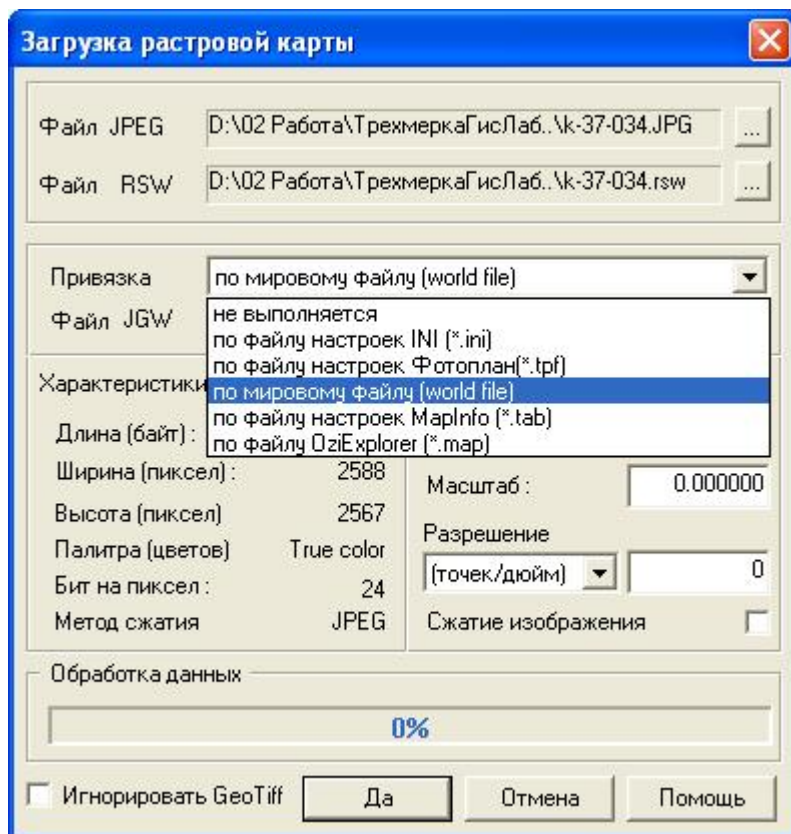 Загрузка растровой карты
Файл JPEG D:\02 Работа\ТрехмеркаГисЛаб..\k-37-034.JPG ...
Файл RSW D:\02 Работа\ТрехмеркаГисЛаб..\k-37-034.rsw ...
Привязка по мировому файлу (world file)
Файл JGW
не выполняется
по файлу настроек INI (*.ini)
по файлу настроек Фотоплан(*.tpf)
по мировому файлу (world file)
по файлу настроек MapInfo (*.tab)
по файлу OziExplorer (*.map)
Характеристики
Длина (байт) :
Ширина (пиксел) : 2588
Высота (пиксел) 2567
Палитра (цветов) True color
Бит на пиксел : 24
Метод сжатия JPEG
Масштаб : 0.000000
Разрешение
(точек/дюйм) 0
Сжатие изображения
Обработка данных
0%
Игнорировать GeoTiff Да Отмена Помощь